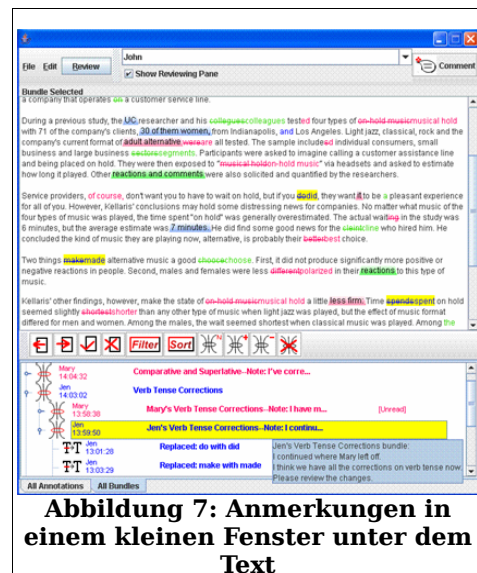 John
File Edit Review
Show Reviewing Pane
Comment
Bundle Selected
a company that operates on a customer service line.
During a previous study, the UC researcher and his colleguescolleagues tested four types of on-hold musicmusical hold
with 71 of the company's clients, 30 of them women, from Indianapolis, and Los Angeles. Light jazz, classical, rock and the
company's current format of adult alternative wereare all tested. The sample includesd individual consumers, small
business and large business sectorssegments. Participants were asked to imagine calling a customer assistance line
and being placed on hold. They were then exposed to "musical holdon-hold music" via headsets and asked to estimate
how long it played. Other reactions and comments were also solicited and quantified by the researchers.
Sevice providers, of course, don't want you to have to wait on hold, but if you dodid, they want it to be a pleasant experience
for all of you. However, Kellaris' conclusions may hold some distressing news for companies. No matter what music of the
four types of music was played, the time spent"on hold" was generally overestimated. The actual waiting in the study was
6 minutes, but the average estimate was 7 minutes. He did find some good news for the cleintcline who hired him. He
concluded the kind of music they are playing now, alternative, is probably their betterbest choice.
Two things makemade alternative music a good choosechoose. First, it did not produce significantly more positive or
negative reactions in people. Second, males and females were less differentpolarized in their reactions to this type of
music.
Kellaris' other findings, however, make the state of on-hold musicmusical hold a little less firm. Time spendsspent on hold
seemed slightly shortestshorter than any other type of music when light jazz was played, but the effect of music format
differed for men and women. Among the males, the wait seemed shortest when classical music was played. Among the
Filter Sort
Mary Comparative and Superlative--Note: I've corre...
14:04:32
Jen Verb Tense Corrections
14:03:02
Mary Mary's Verb Tense Corrections--Note: I have m... [Unread]
13:58:38
Jen Jen's Verb Tense Corrections--Note: I continu...
13:59:50
Jen Replaced: do with did
13:01:28
Jen Replaced: make with made
13:03:29
Jen's Verb Tense Corrections bundle:
I continued where Mary left off.
I think we have all the corrections on verb tense now.
Please review the changes.
All Annotations All Bundles
Abbildung 7: Anmerkungen in
einem kleinen Fenster unter dem
Text